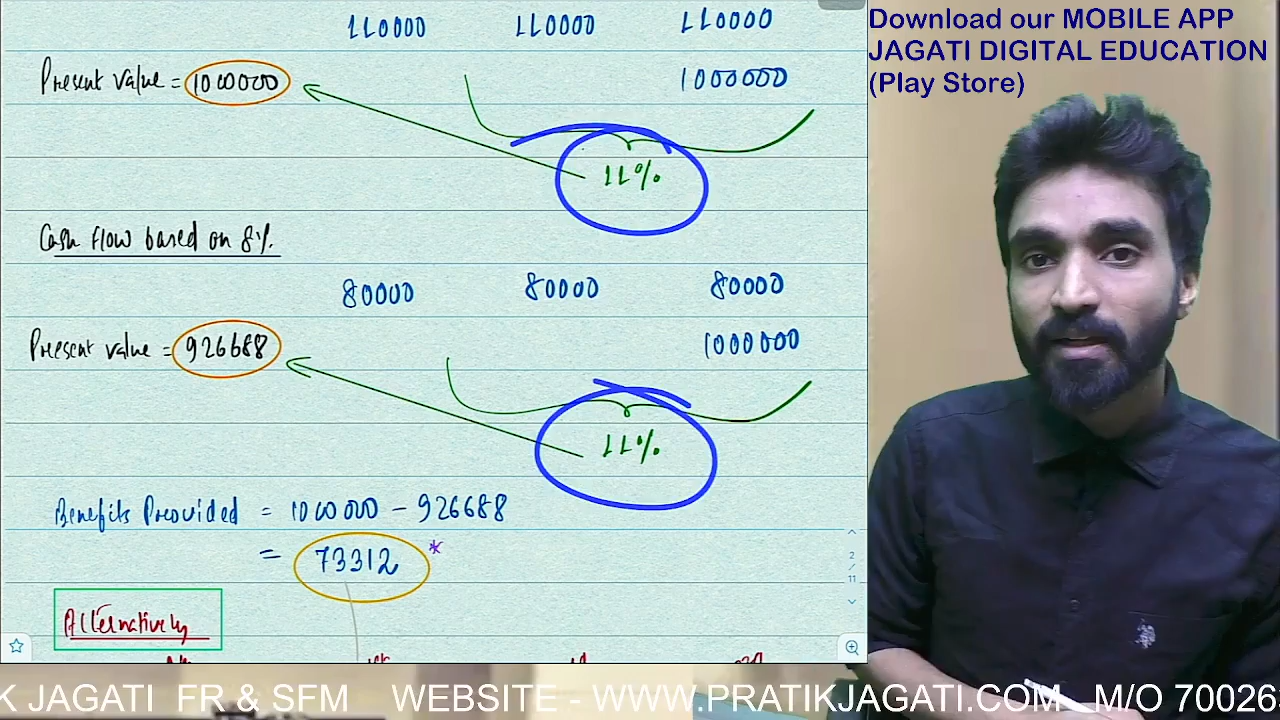 110000 110000 110000
Present value = 1000000 1000000
11%
Cash flow based on 8%
80000 80000 80000
Present value = 926688 1000000
11%
Benefits Provided = 1000000 - 926688
= 73312 *
2
11
Alternatively
Download our MOBILE APP
JAGATI DIGITAL EDUCATION
(Play Store)
K JAGATI FR & SFM WEBSITE - WWW.PRATIKJAGATI.COM M/O 70026